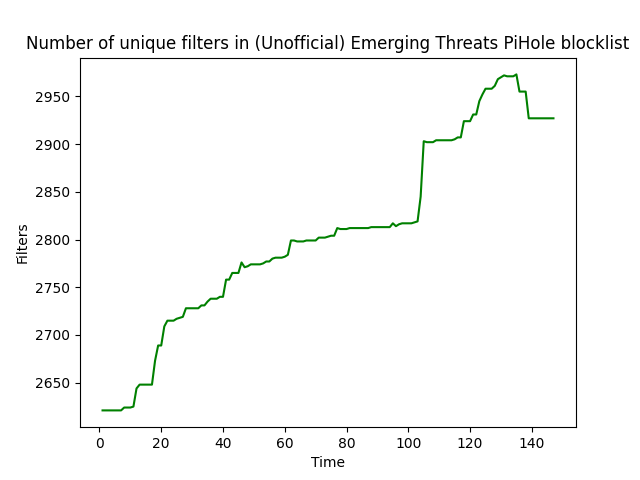 Number of unique filters in (Unofficial) Emerging Threats PiHole blocklist
2950
2900
2850
2800
2750
2700
2650
Filters
0 20 40 60 80 100 120 140
Time